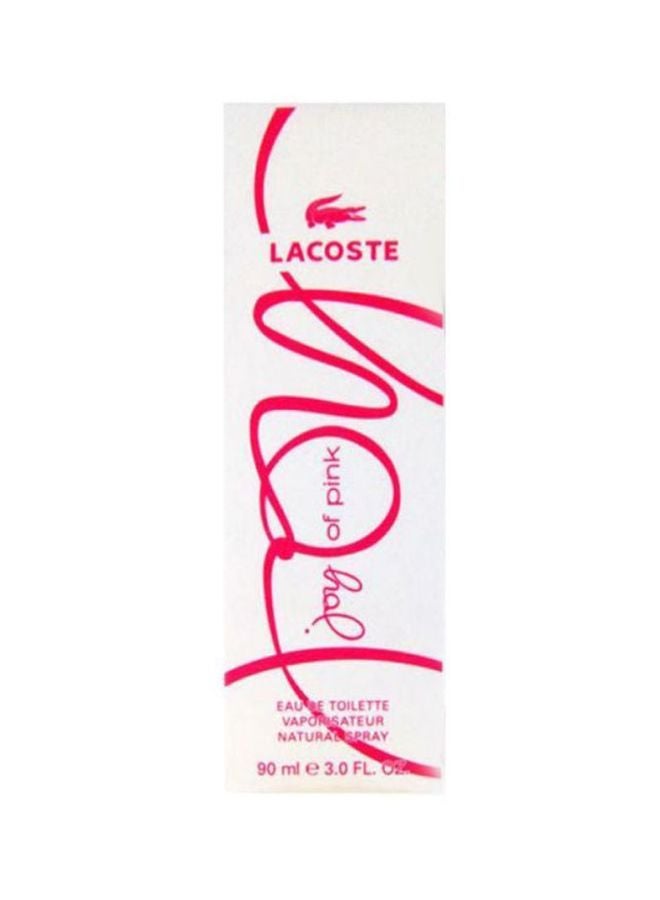 LACOSTE
joy
of pink
EAU DE TOILETTE
VAPORISATEUR
NATURAL SPRAY
90 ml e 3.0 FL. OZ.